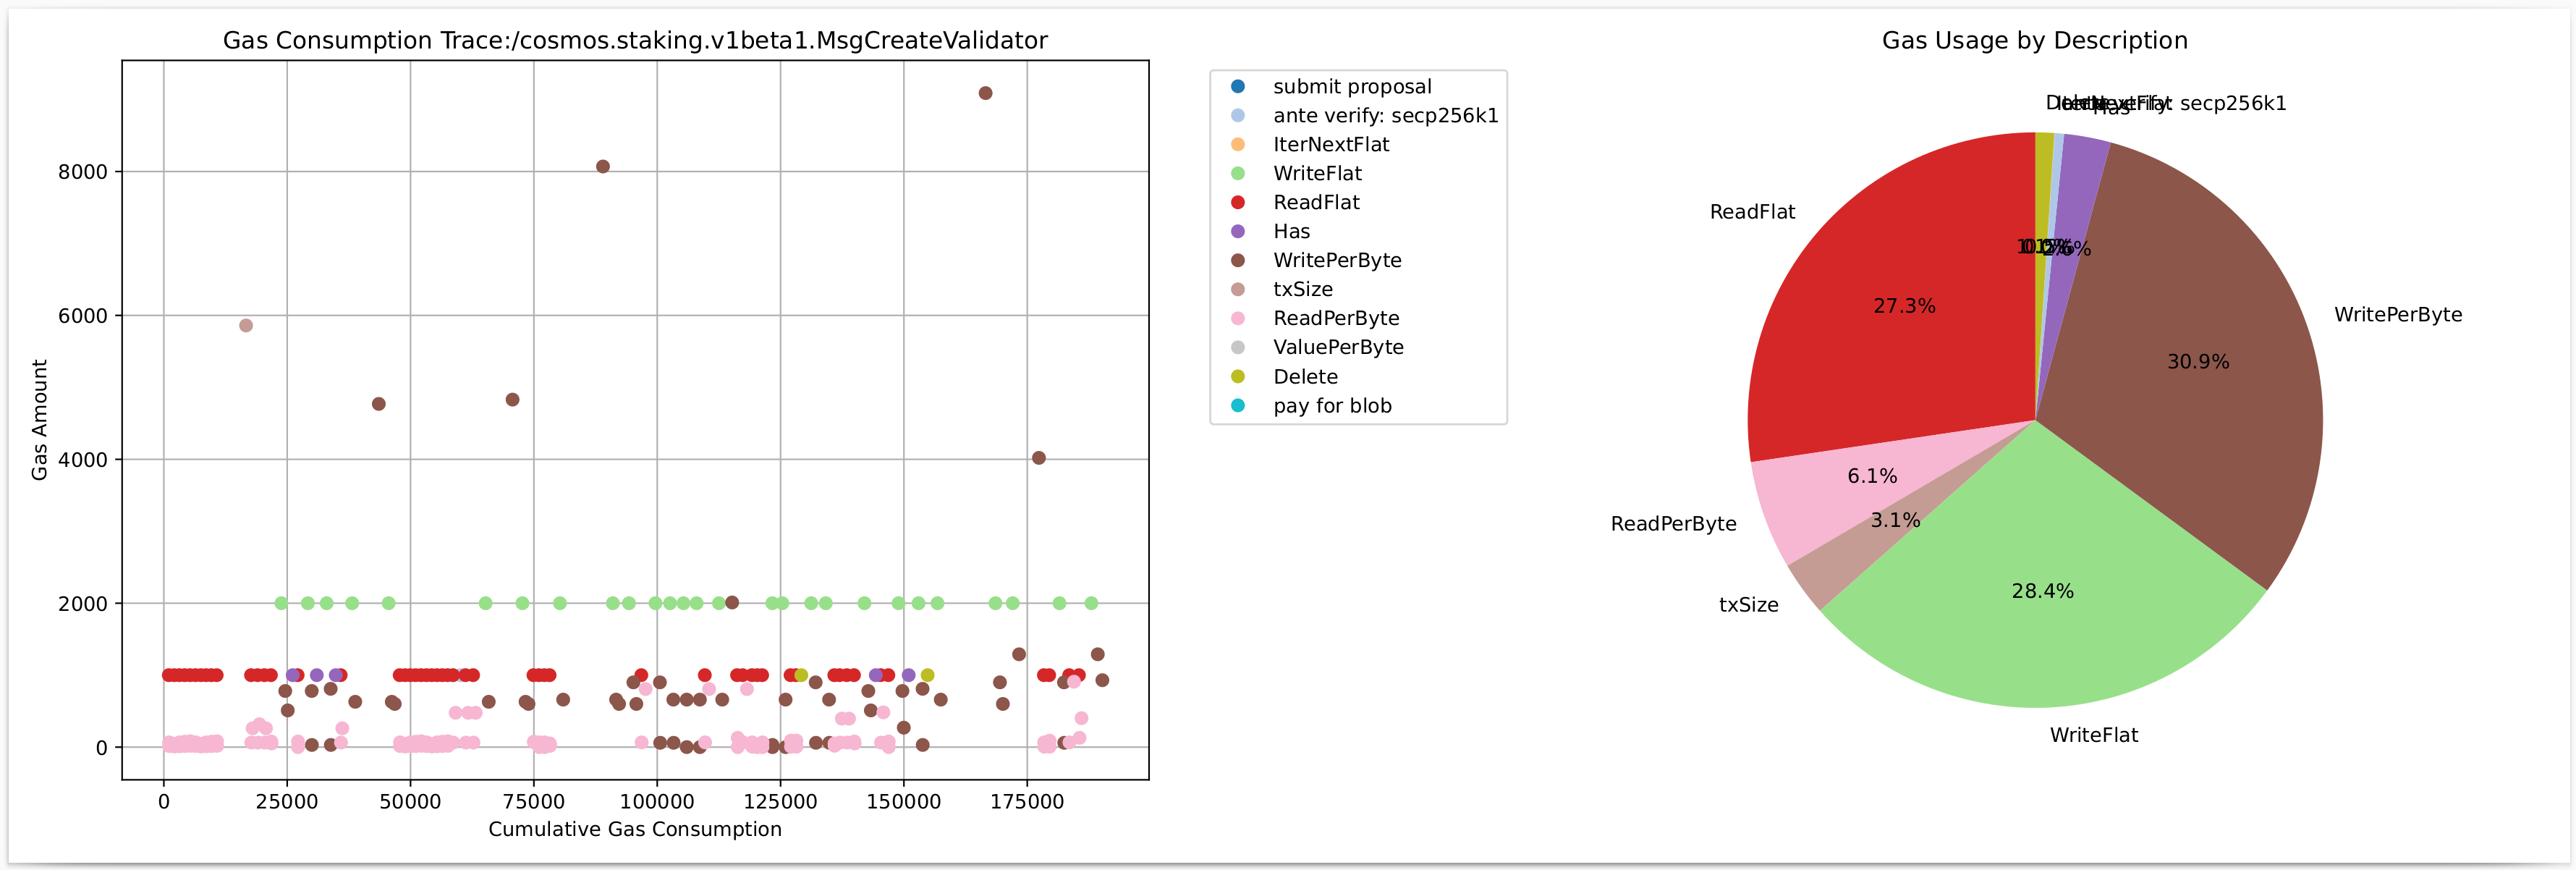 Gas Consumption Trace:/cosmos.staking.v1beta1.MsgCreateValidator
Gas Amount
8000
6000
4000
2000
0
0 25000 50000 75000 100000 125000 150000 175000
Cumulative Gas Consumption
submit proposal
ante verify: secp256k1
IterNextFlat
WriteFlat
ReadFlat
Has
WritePerByte
txSize
ReadPerByte
ValuePerByte
Delete
pay for blob
Gas Usage by Description
secp256k1
ReadFlat
27.3%
WritePerByte
30.9%
6.1%
ReadPerByte
3.1%
txSize
28.4%
WriteFlat